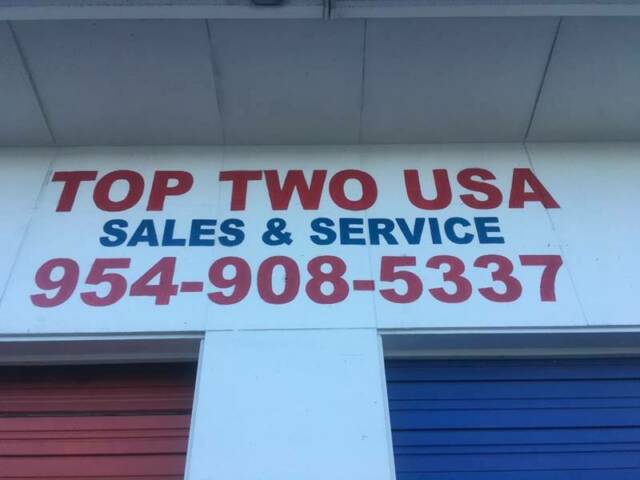 TOP TWO USA
SALES & SERVICE
954-908-5337